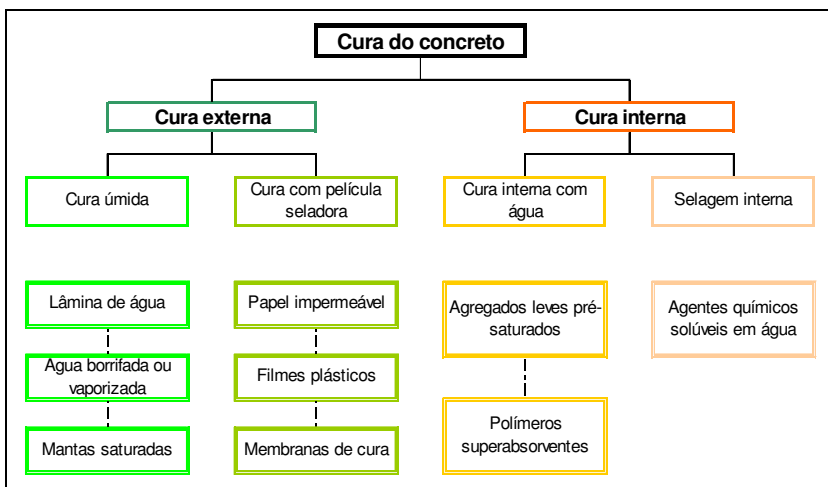 Cura do concreto
Cura externa
Cura interna
Cura úmida
Cura com película
seladora
Cura interna com
água
Selagem interna
Lâmina de água
Papel impermeável
Agregados leves pré-
saturados
Agentes químicos
solúveis em água
Agua borrifada ou
vaporizada
Filmes plásticos
Mantas saturadas
Membranas de cura
Polímeros
superabsorventes